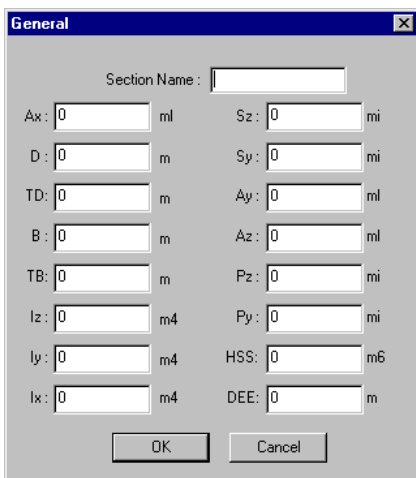 General
Section Name :
Ax : 0 ml Sz : 0 mi
D : 0 m Sy : 0 mi
TD: 0 m Ay : 0 ml
B : 0 m Az : 0 ml
TB: 0 m Pz : 0 mi
Iz : 0 m4 Py : 0 mi
Iy : 0 m4 HSS: 0 m6
Ix : 0 m4 DEE: 0 m
OK Cancel